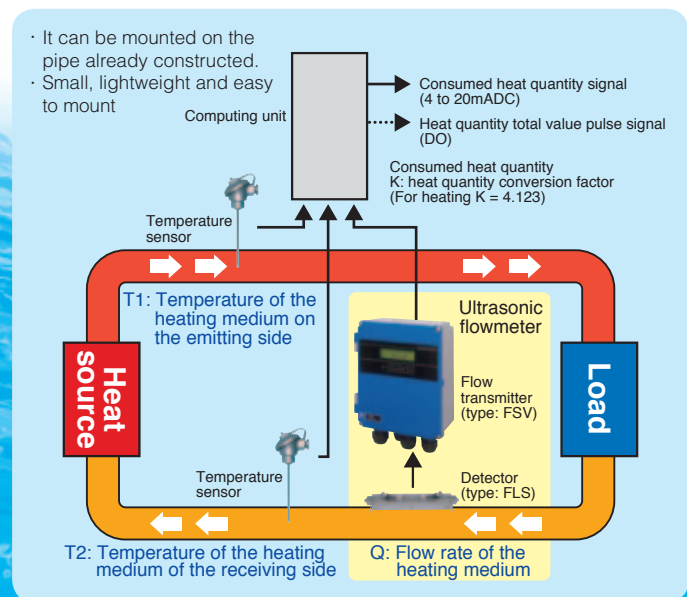 · It can be mounted on the
pipe already constructed.
· Small, lightweight and easy
to mount
Computing unit
Consumed heat quantity signal
(4 to 20mADC)
Heat quantity total value pulse signal
(DO)
Consumed heat quantity
K: heat quantity conversion factor
(For heating K = 4.123)
Temperature
sensor
T1: Temperature of the
heating medium on
the emitting side
Ultrasonic
flowmeter
Heat
source
Flow
transmitter
(type: FSV)
Load
Temperature
sensor
Detector
(type: FLS)
T2: Temperature of the heating
medium of the receiving side
Q: Flow rate of the
heating medium